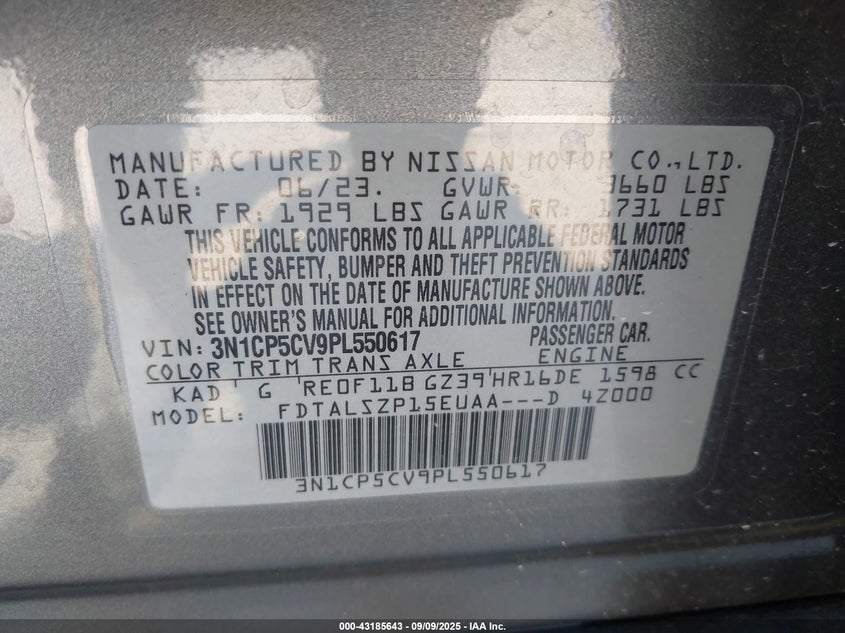 MANUFACTURED BY NISSAN MOTOR CO.,LTD.
DATE: 06/23. GVWR: 3660 LBS
GAWR FR: 1929 LBS GAWR RR: 1731 LBS
THIS VEHICLE CONFORMS TO ALL APPLICABLE FEDERAL MOTOR
VEHICLE SAFETY, BUMPER AND THEFT PREVENTION STANDARDS
IN EFFECT ON THE DATE OF MANUFACTURE SHOWN ABOVE.
SEE OWNER'S MANUAL FOR ADDITIONAL INFORMATION.
VIN: 3N1CP5CV9PL550617 PASSENGER CAR.
COLOR TRIM TRANS AXLE ENGINE
KAD G RE0F11B GZ39 HR16DE 1598 CC
MODEL: FDTALSZP15EUAA---D 4Z000
3N1CP5CV9PL550617
000-43185643 - 09/09/2025 - IAA Inc.